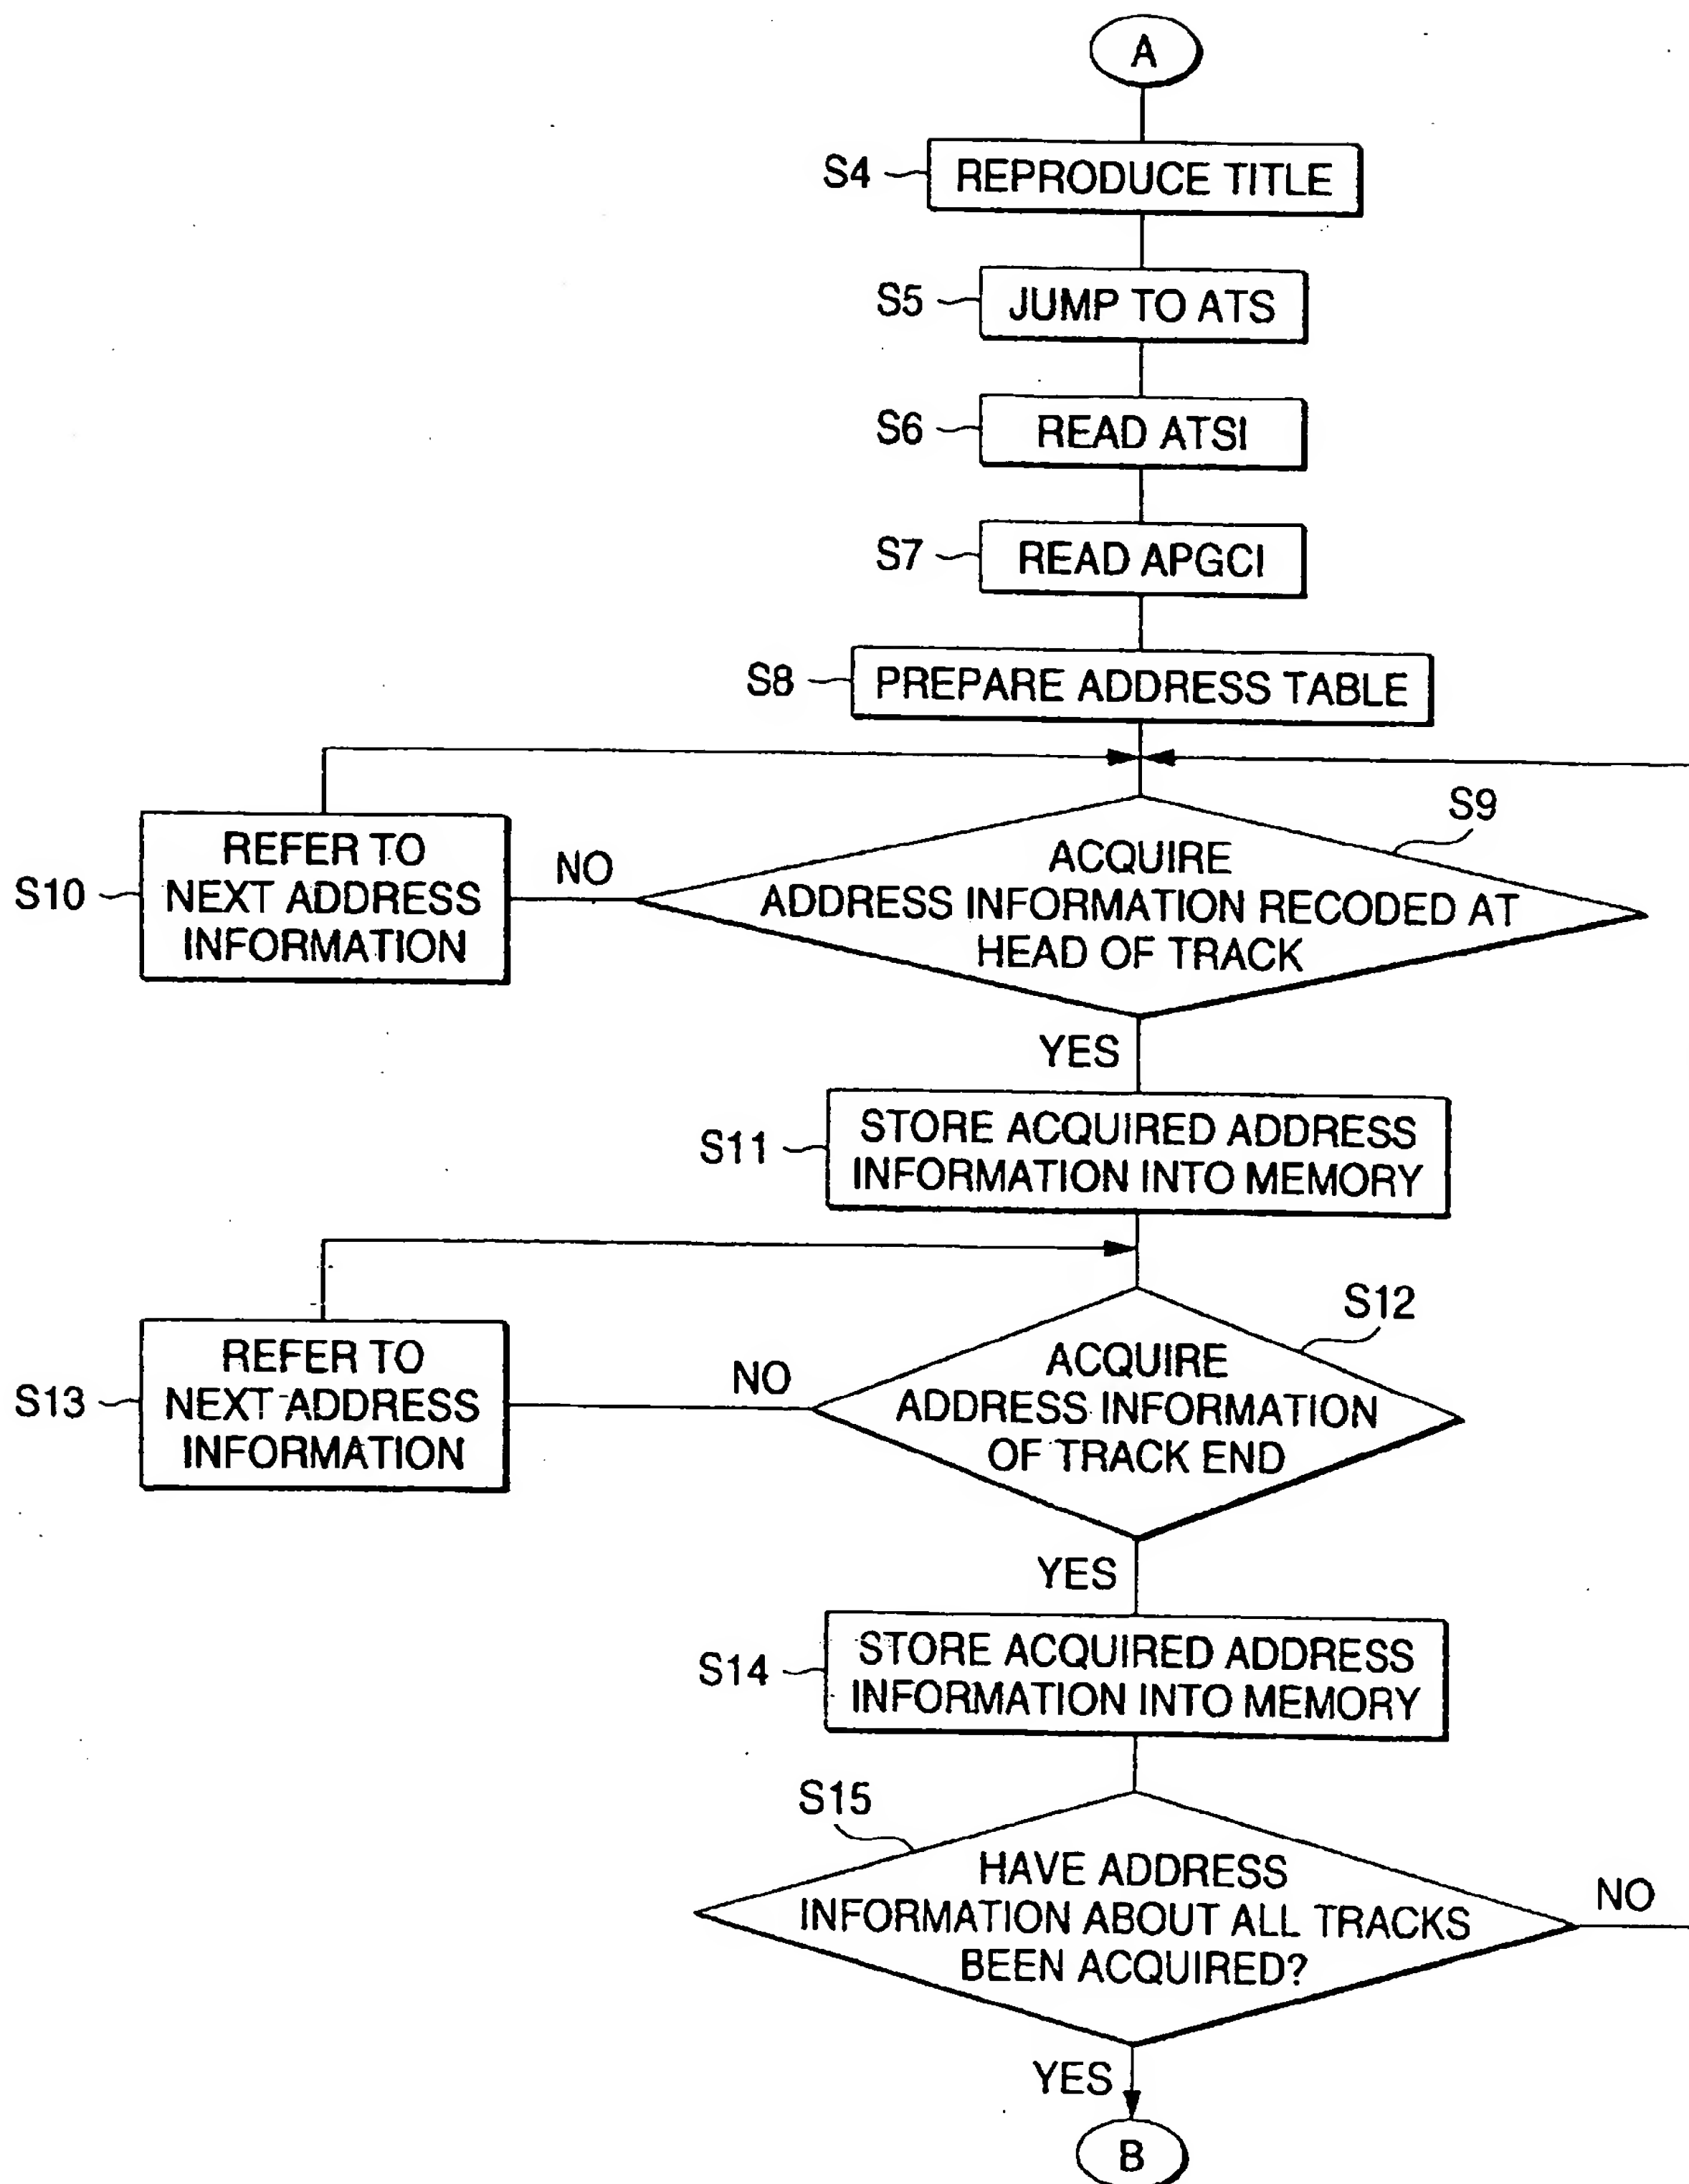 A
S4
REPRODUCE TITLE
S5
JUMP TO ATS
S6
READ ATSI
S7
READ APGCI
S8
PREPARE ADDRESS TABLE
S9
S10
REFER TO
NEXT ADDRESS
INFORMATION
NO
ACQUIRE
ADDRESS INFORMATION RECODED AT
HEAD OF TRACK
YES
S11
STORE ACQUIRED ADDRESS
INFORMATION INTO MEMORY
S12
S13
REFER TO
NEXT ADDRESS
INFORMATION
NO
ACQUIRE
ADDRESS INFORMATION
OF TRACK END
YES
S14
STORE ACQUIRED ADDRESS
INFORMATION INTO MEMORY
S15
HAVE ADDRESS
INFORMATION ABOUT ALL TRACKS
BEEN ACQUIRED?
NO
YES
B